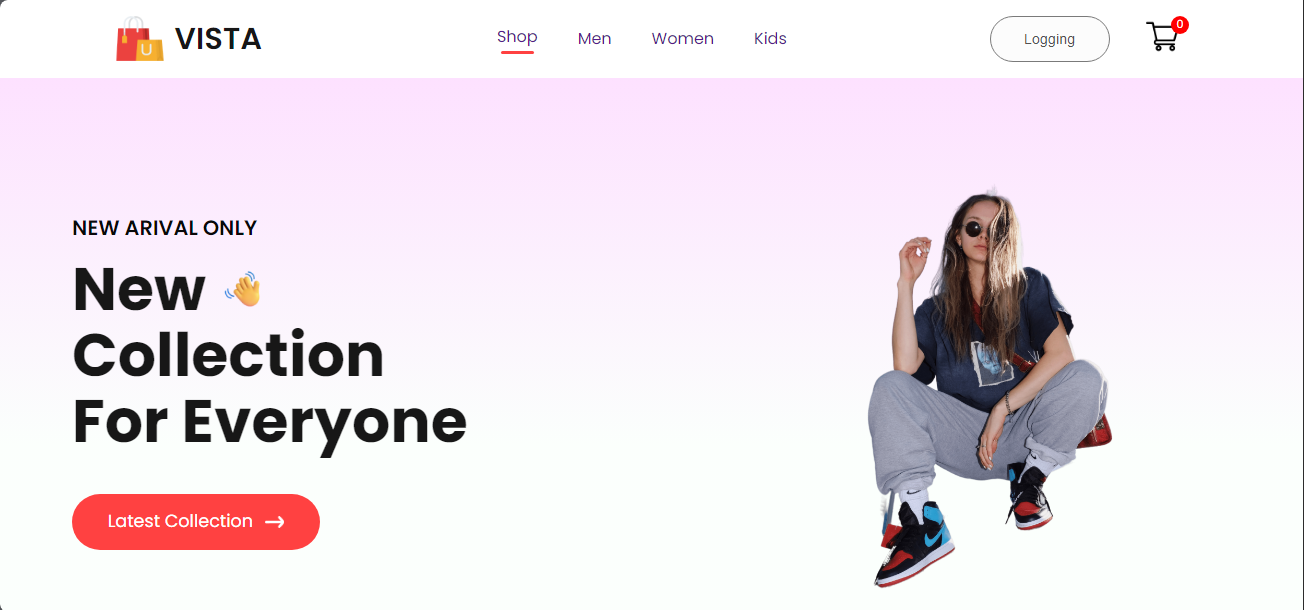 VISTA
Shop Men Women Kids
Logging
0
NEW ARIVAL ONLY
New
Collection
For Everyone
Latest Collection